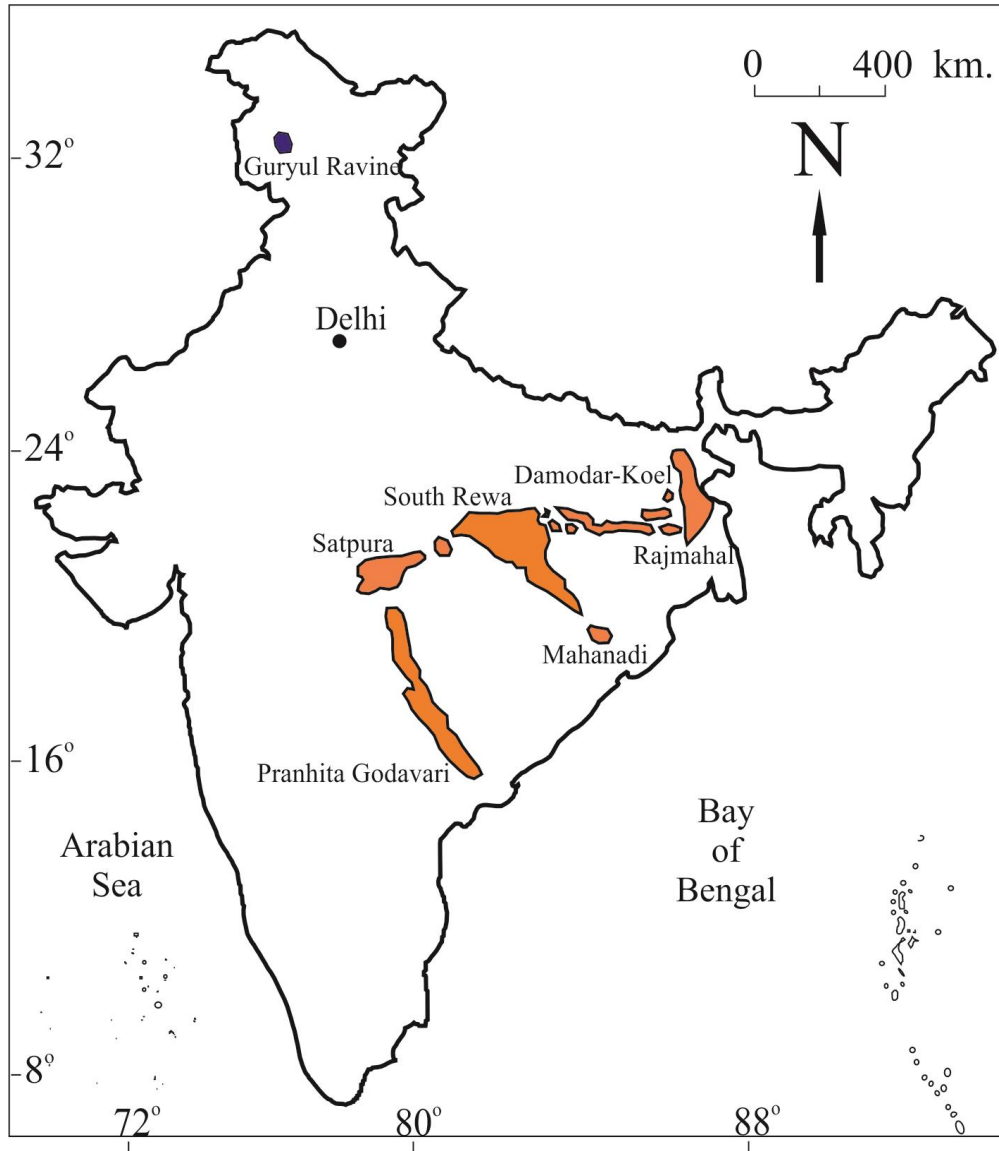 0 400 km.
N
-32°
Guryul Ravine
Delhi
-24°
Damodar-Koel
South Rewa
Satpura
Rajmahal
Mahanadi
-16°
Pranhita Godavari
Bay
of
Bengal
Arabian
Sea
-8°
72° 80° 88°